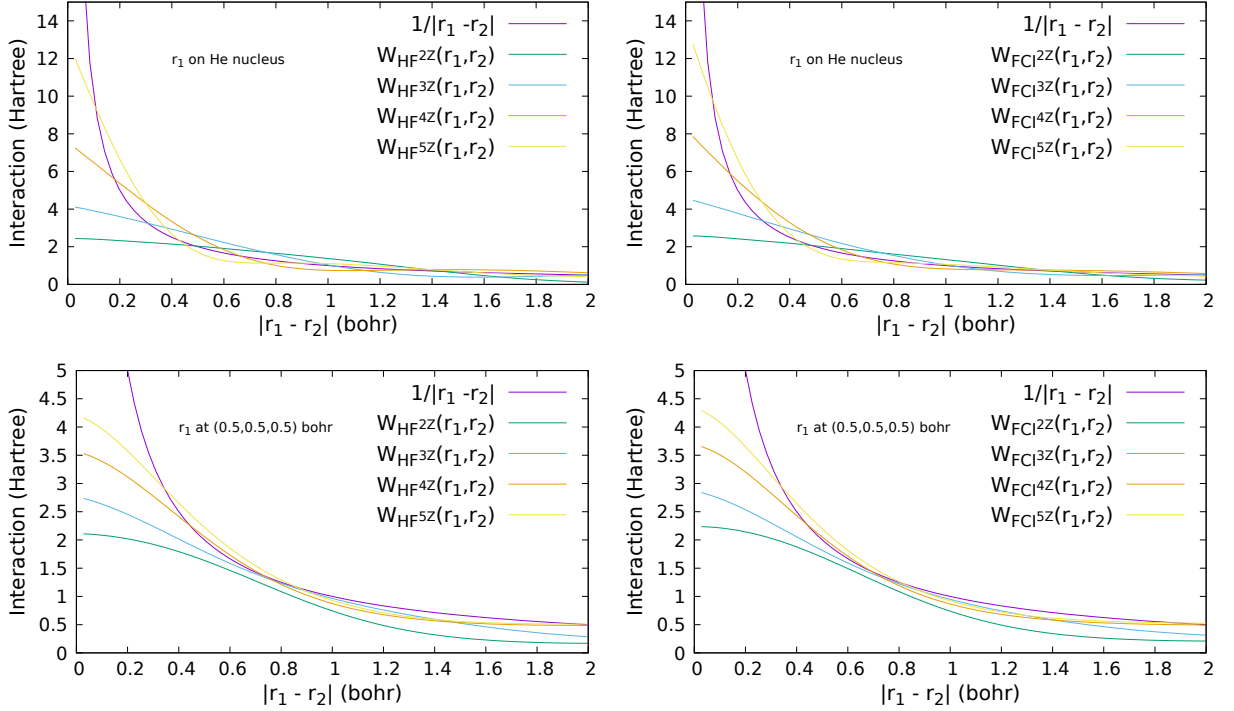 14
12
10
8
6
4
2
0
Interaction (Hartree)
r1 on He nucleus
1/|r1 -r2|
WHF2Z(r1,r2)
WHF3Z(r1,r2)
WHF4Z(r1,r2)
WHF5Z(r1,r2)
0 0.2 0.4 0.6 0.8 1 1.2 1.4 1.6 1.8 2
|r1 - r2| (bohr)
14
12
10
8
6
4
2
0
Interaction (Hartree)
r1 on He nucleus
1/|r1 - r2|
WFCI2Z(r1,r2)
WFCI3Z(r1,r2)
WFCI4Z(r1,r2)
WFCI5Z(r1,r2)
0 0.2 0.4 0.6 0.8 1 1.2 1.4 1.6 1.8 2
|r1 - r2| (bohr)
5
4.5
4
3.5
3
2.5
2
1.5
1
0.5
0
Interaction (Hartree)
r1 at (0.5,0.5,0.5) bohr
1/|r1 -r2|
WHF2Z(r1,r2)
WHF3Z(r1,r2)
WHF4Z(r1,r2)
WHF5Z(r1,r2)
0 0.2 0.4 0.6 0.8 1 1.2 1.4 1.6 1.8 2
|r1 - r2| (bohr)
5
4.5
4
3.5
3
2.5
2
1.5
1
0.5
0
Interaction (Hartree)
r1 at (0.5,0.5,0.5) bohr
1/|r1 -r2|
WFCI2Z(r1,r2)
WFCI3Z(r1,r2)
WFCI4Z(r1,r2)
WFCI5Z(r1,r2)
0 0.2 0.4 0.6 0.8 1 1.2 1.4 1.6 1.8 2
|r1 - r2| (bohr)